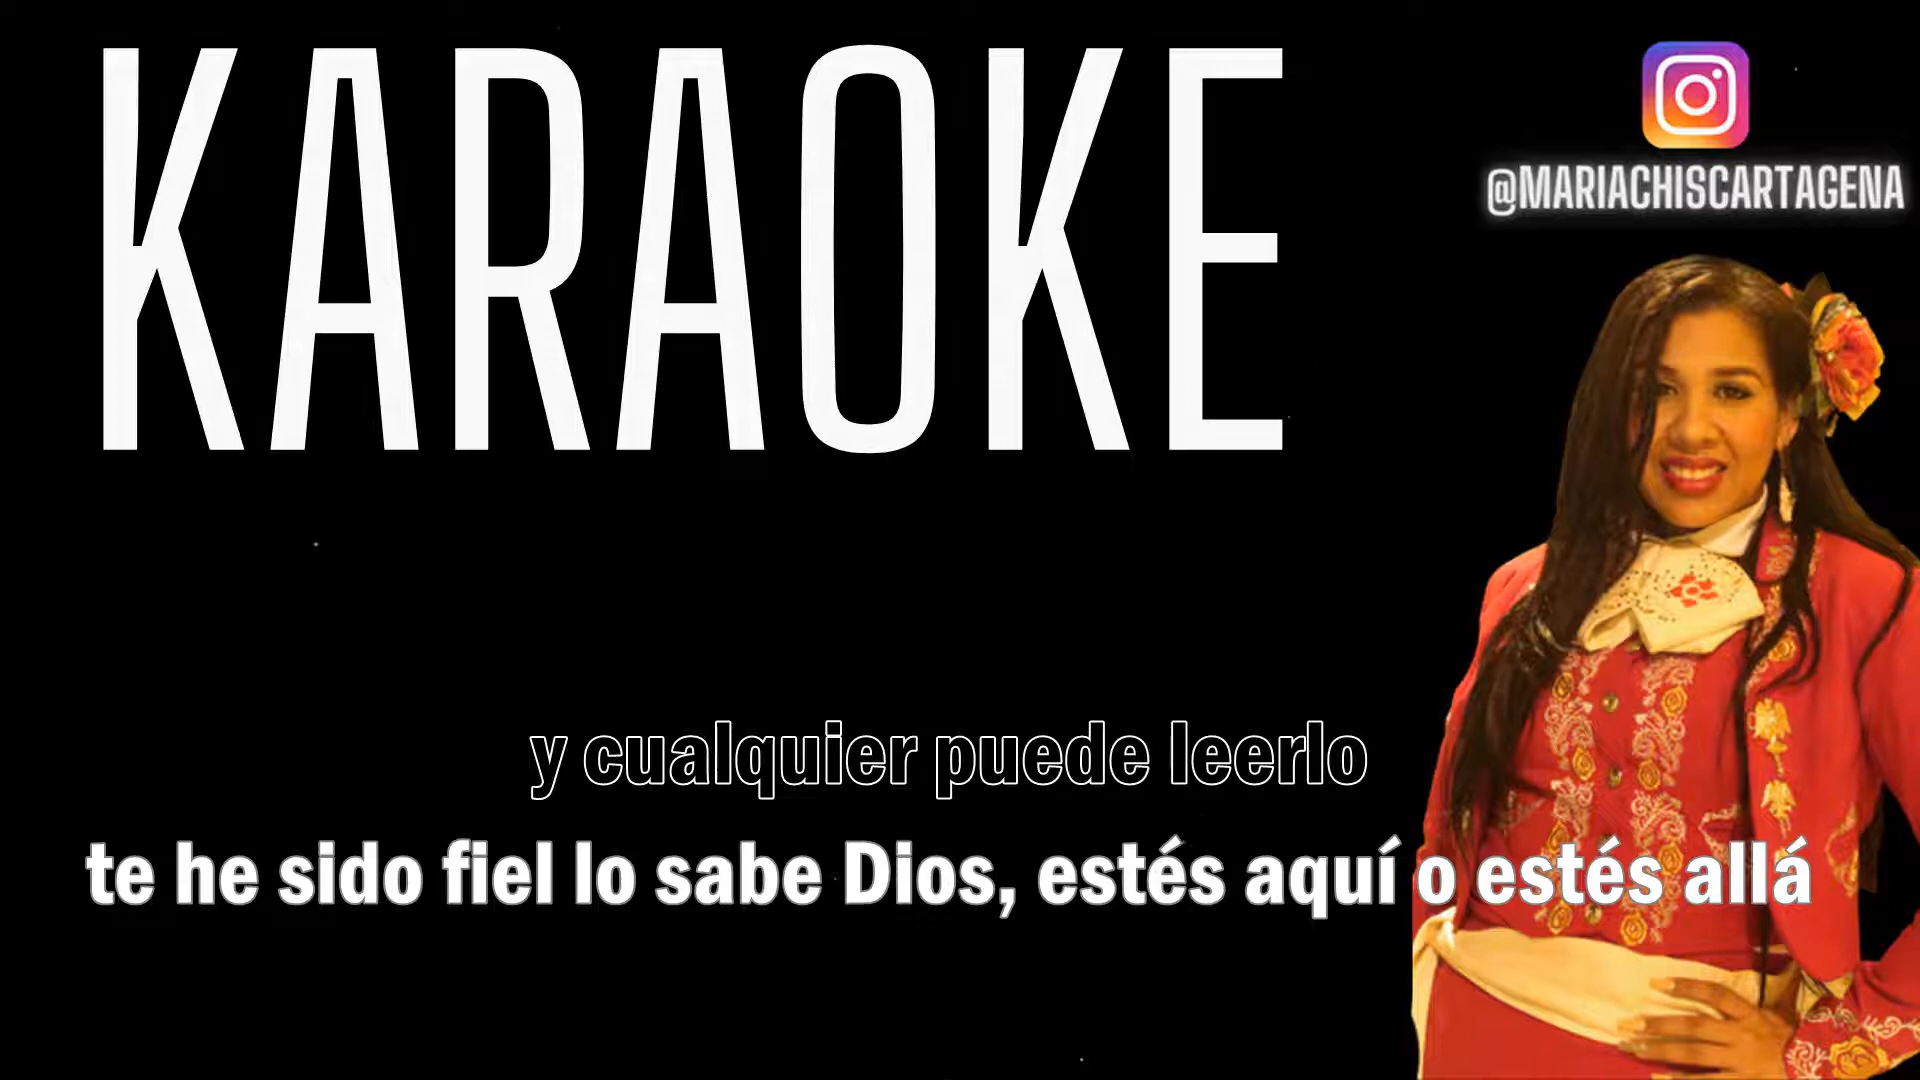 KARAOKE
@MARIACHISCARTAGENA
y cualquier puede leerlo
te he sido fiel lo sabe Dios, estés aquí o estés allá